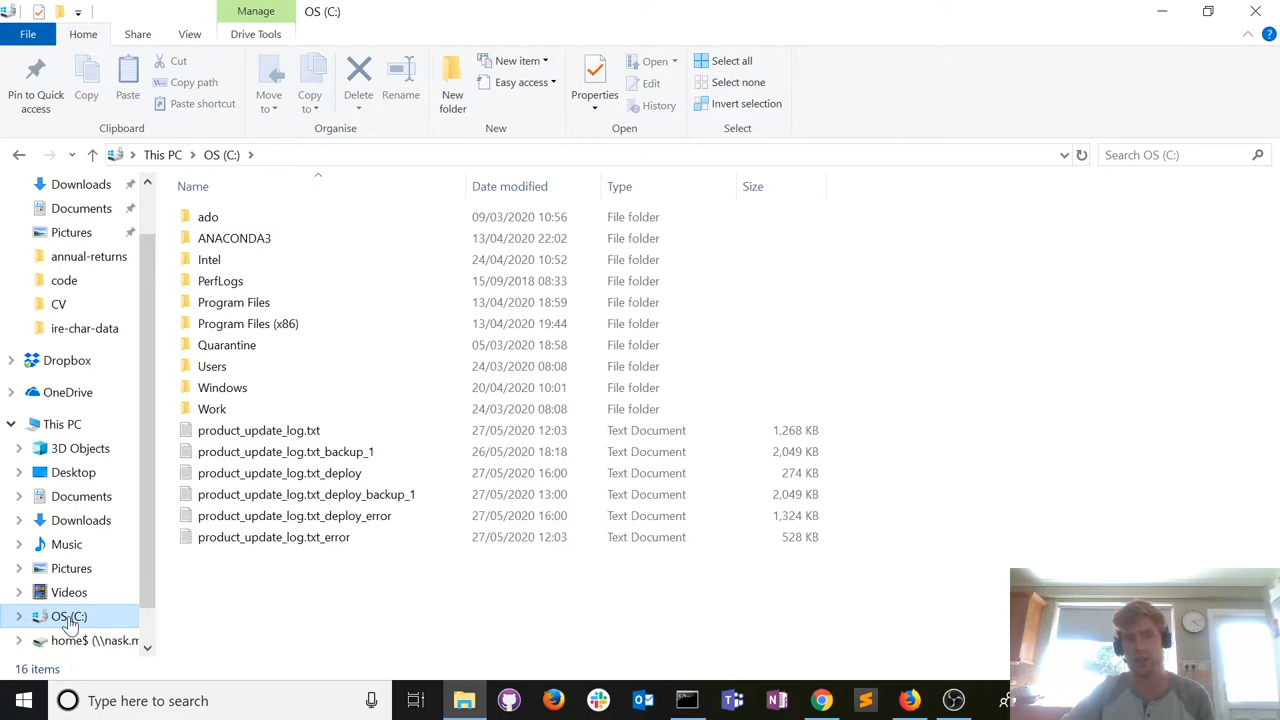 Manage
OS (C:)
File
Home
Share
View
Drive Tools
Pin to Quick access
Copy
Paste
Cut
Copy path
Paste shortcut
Clipboard
Move to
Copy to
Delete
Rename
Organise
New folder
New item
Easy access
New
Properties
Open
Edit
History
Open
Select all
Select none
Invert selection
Select
This PC
OS (C:)
Search OS (C:)
Downloads
Documents
Pictures
annual-returns
code
CV
ire-char-data
Dropbox
OneDrive
This PC
3D Objects
Desktop
Documents
Downloads
Music
Pictures
Videos
OS (C:)
home$ (\\nask.m
Name Date modified Type Size
ado 09/03/2020 10:56 File folder
ANACONDA3 13/04/2020 22:02 File folder
Intel 24/04/2020 10:52 File folder
PerfLogs 15/09/2018 08:33 File folder
Program Files 13/04/2020 18:59 File folder
Program Files (x86) 13/04/2020 19:44 File folder
Quarantine 05/03/2020 18:58 File folder
Users 24/03/2020 08:08 File folder
Windows 20/04/2020 10:01 File folder
Work 24/03/2020 08:08 File folder
product_update_log.txt 27/05/2020 12:03 Text Document 1,268 KB
product_update_log.txt_backup_1 26/05/2020 18:18 Text Document 2,049 KB
product_update_log.txt_deploy 27/05/2020 16:00 Text Document 274 KB
product_update_log.txt_deploy_backup_1 27/05/2020 13:00 Text Document 2,049 KB
product_update_log.txt_deploy_error 27/05/2020 16:00 Text Document 1,324 KB
product_update_log.txt_error 27/05/2020 12:03 Text Document 528 KB
16 items
Type here to search